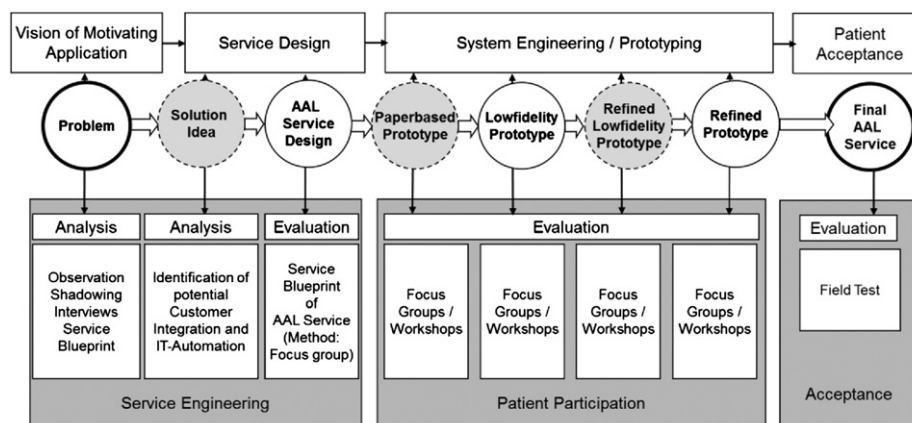 Vision of Motivating
Application
Service Design
System Engineering / Prototyping
Patient
Acceptance
Problem
Solution
Idea
AAL
Service
Design
Paperbased
Prototype
Lowfidelity
Prototype
Refined
Lowfidelity
Prototype
Refined
Prototype
Final
AAL
Service
Analysis
Analysis
Evaluation
Evaluation
Evaluation
Observation
Shadowing
Interviews
Service
Blueprint
Identification of
potential
Customer
Integration and
IT-Automation
Service
Blueprint
of
AAL Service
(Method:
Focus group)
Focus
Groups /
Workshops
Focus
Groups /
Workshops
Focus
Groups /
Workshops
Focus
Groups /
Workshops
Field Test
Service Engineering
Patient Participation
Acceptance